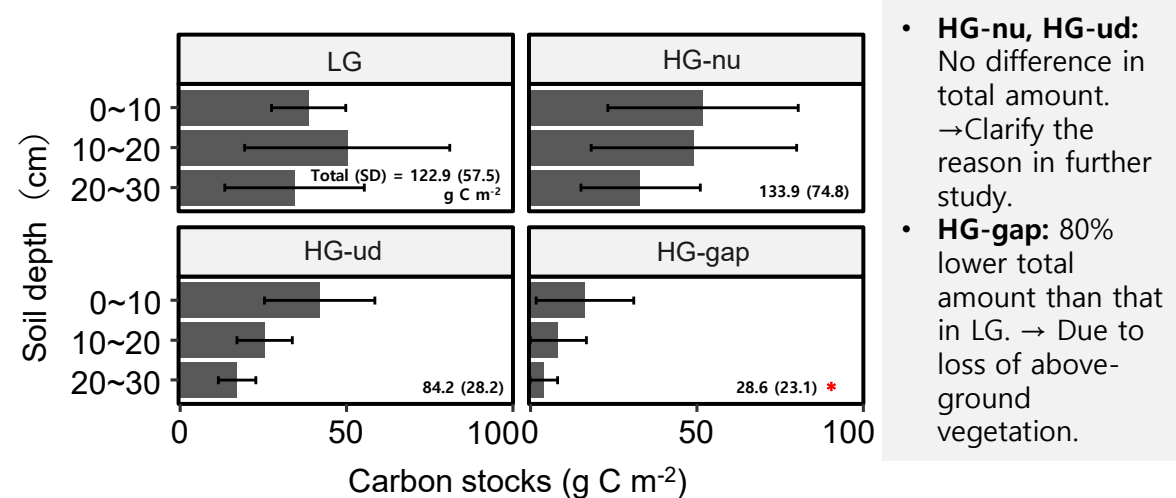 LG
HG-nu
0~10
10~20
20~30
Total (SD) = 122.9 (57.5)
g C m-2
133.9 (74.8)
HG-ud
HG-gap
0~10
10~20
20~30
84.2 (28.2)
28.6 (23.1) *
0 50 100
0 50 100
Soil depth (cm)
Carbon stocks (g C m-2)
• HG-nu, HG-ud:
No difference in
total amount.
→Clarify the
reason in further
study.
• HG-gap: 80%
lower total
amount than that
in LG. → Due to
loss of above-
ground
vegetation.